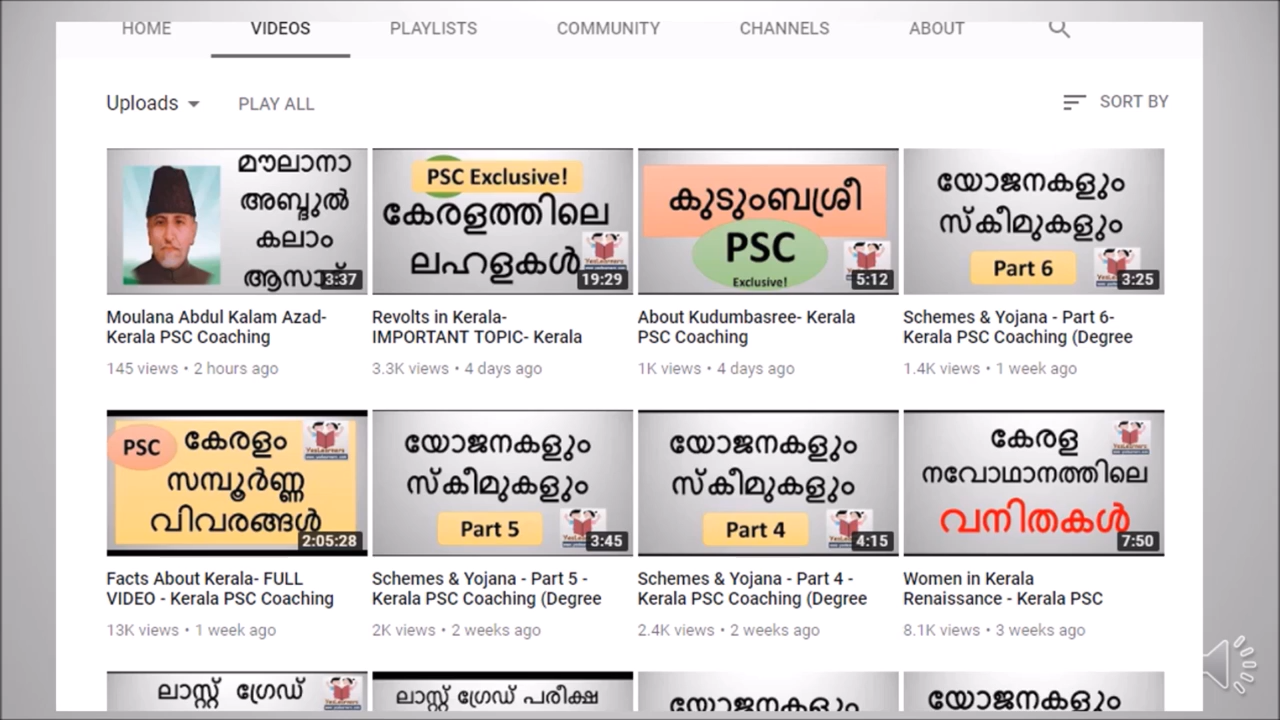 HOME VIDEOS PLAYLISTS COMMUNITY CHANNELS ABOUT
Uploads PLAY ALL SORT BY
മൗലാനാ
അബ്ദുൽ
കലാം
3:37
PSC Exclusive!
കേരളത്തിലെ
ലഹളകൾ
19:29
കുടുംബശ്രീ
PSC
Exclusive!
5:12
യോജനകളും
സ്കീമുകളും
Part 6
3:25
Moulana Abdul Kalam Azad-
Kerala PSC Coaching
145 views • 2 hours ago
Revolts in Kerala-
IMPORTANT TOPIC- Kerala
3.3K views • 4 days ago
About Kudumbasree- Kerala
PSC Coaching
1K views • 4 days ago
Schemes & Yojana - Part 6-
Kerala PSC Coaching (Degree
1.4K views • 1 week ago
PSC കേരളം
സമ്പൂർണ്ണ
വിവരങ്ങൾ
2:05:28
യോജനകളും
സ്കീമുകളും
Part 5
3:45
യോജനകളും
സ്കീമുകളും
Part 4
4:15
കേരള
നവോഥാനത്തിലെ
വനിതകൾ
7:50
Facts About Kerala- FULL
VIDEO - Kerala PSC Coaching
13K views • 1 week ago
Schemes & Yojana - Part 5 -
Kerala PSC Coaching (Degree
2K views • 2 weeks ago
Schemes & Yojana - Part 4 -
Kerala PSC Coaching (Degree
2.4K views • 2 weeks ago
Women in Kerala
Renaissance - Kerala PSC
8.1K views • 3 weeks ago
ലാസ്റ്റ് ഗ്രേഡ്
ലാസ്റ്റ് ഗ്രേഡ് പരീക്ഷ
യോജനകളും
യോജനകളും